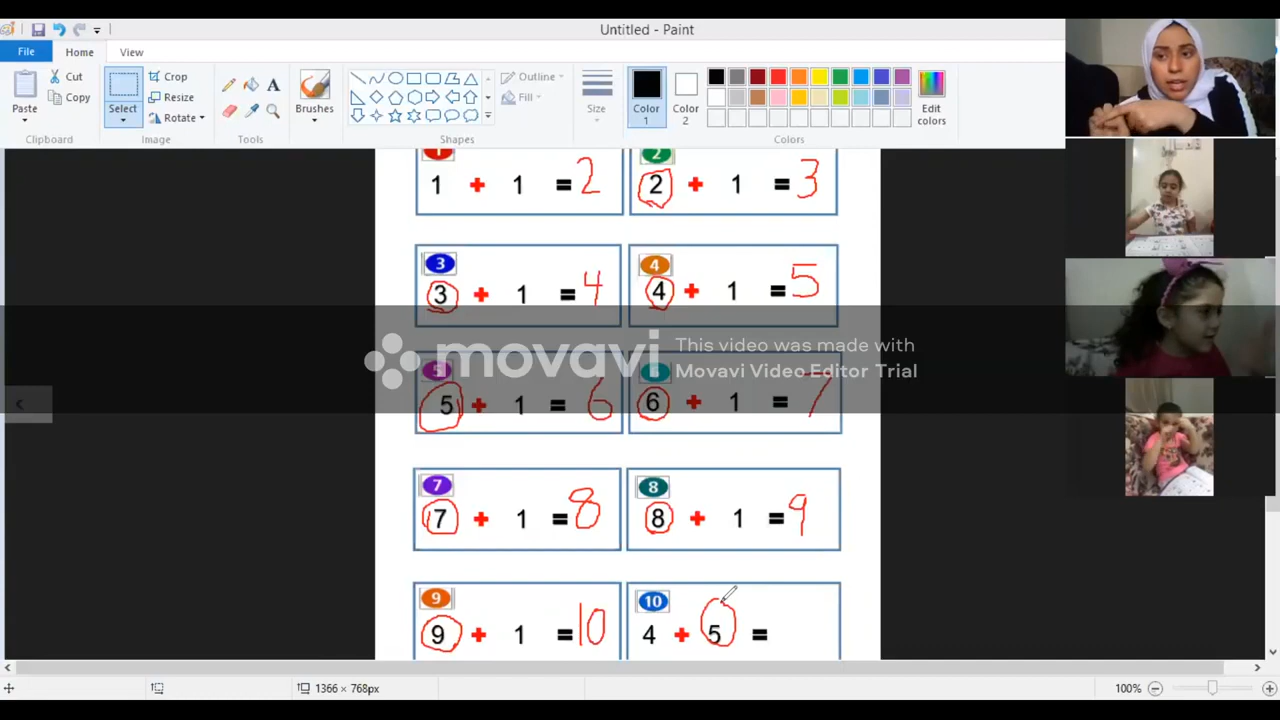 Untitled - Paint
File
Home
View
Paste
Cut
Copy
Clipboard
Select
Crop
Resize
Rotate
Image
A
Tools
Brushes
Shapes
Outline
Fill
Size
Color 1
Color 2
Edit colors
Colors
1
1 + 1 = 2
2
2 + 1 = 3
3
3 + 1 = 4
4
4 + 1 = 5
movavi
This video was made with
Movavi Video Editor Trial
5
5 + 1 = 6
6
6 + 1 = 7
7
7 + 1 = 8
8
8 + 1 = 9
9
9 + 1 = 10
10
4 + 5 =
1366 × 768px
100%